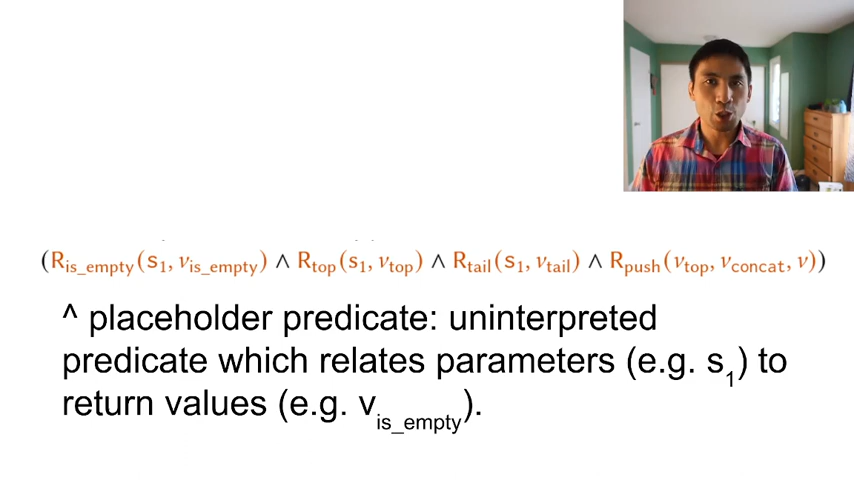 (R_is_empty(s₁, ν_is_empty) ∧ R_top(s₁, ν_top) ∧ R_tail(s₁, ν_tail) ∧ R_push(ν_top, ν_concat, ν))
^ placeholder predicate: uninterpreted
predicate which relates parameters (e.g. s₁) to
return values (e.g. v_is_empty).